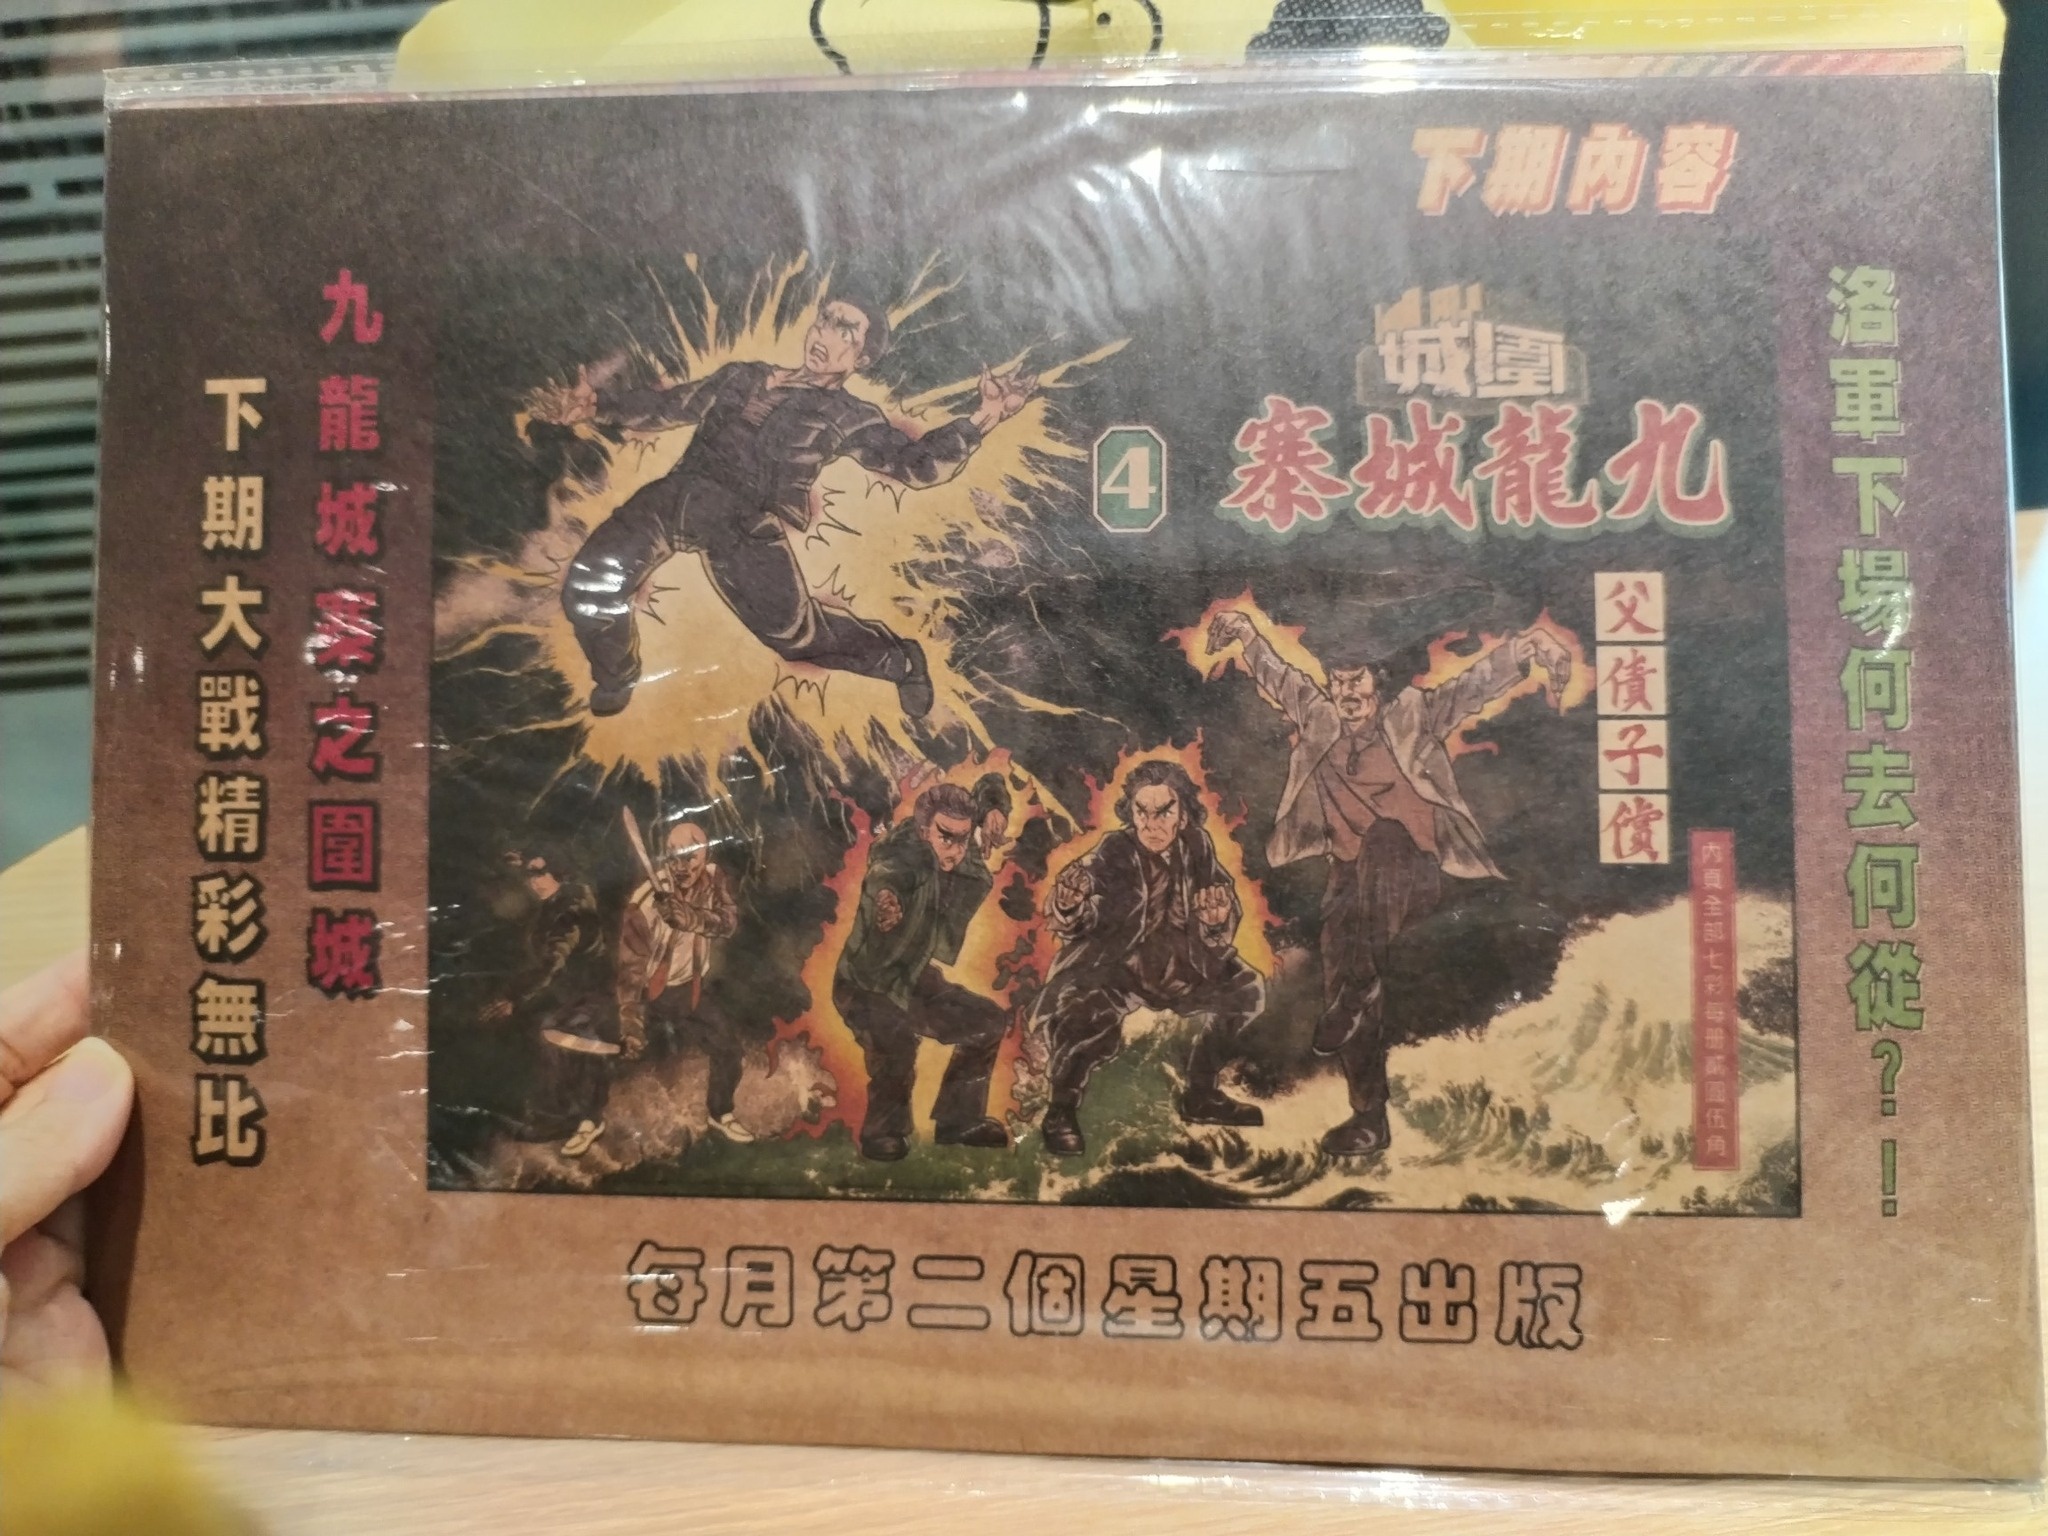 下期內容
洛軍下場何去何從？！
圍城
九龍城寨
4
父債子償
內頁全部七彩每册貳圓伍角
九龍城寨之圍城
下期大戰精彩無比
每月第二個星期五出版